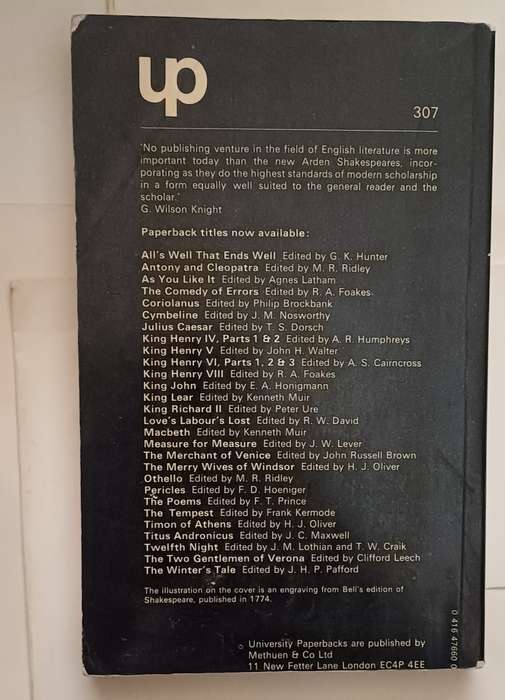 up
307
'No publishing venture in the field of English literature is more
important today than the new Arden Shakespeares, incor-
porating as they do the highest standards of modern scholarship
in a form equally well suited to the general reader and the
scholar.'
G. Wilson Knight
Paperback titles now available:
All's Well That Ends Well Edited by G. K. Hunter
Antony and Cleopatra Edited by M. R. Ridley
As You Like It Edited by Agnes Latham
The Comedy of Errors Edited by R. A. Foakes
Coriolanus Edited by Philip Brockbank
Cymbeline Edited by J. M. Nosworthy
Julius Caesar Edited by T. S. Dorsch
King Henry IV, Parts 1 & 2 Edited by A. R. Humphreys
King Henry V Edited by John H. Walter
King Henry VI, Parts 1, 2 & 3 Edited by A. S. Cairncross
King Henry VIII Edited by R. A. Foakes
King John Edited by E. A. Honigmann
King Lear Edited by Kenneth Muir
King Richard II Edited by Peter Ure
Love's Labour's Lost Edited by R. W. David
Macbeth Edited by Kenneth Muir
Measure for Measure Edited by J. W. Lever
The Merchant of Venice Edited by John Russell Brown
The Merry Wives of Windsor Edited by H. J. Oliver
Othello Edited by M. R. Ridley
Pericles Edited by F. D. Hoeniger
The Poems Edited by F. T. Prince
The Tempest Edited by Frank Kermode
Timon of Athens Edited by H. J. Oliver
Titus Andronicus Edited by J. C. Maxwell
Twelfth Night Edited by J. M. Lothian and T. W. Craik
The Two Gentlemen of Verona Edited by Clifford Leech
The Winter's Tale Edited by J. H. P. Pafford
The illustration on the cover is an engraving from Bell's edition of
Shakespeare, published in 1774.
University Paperbacks are published by
Methuen & Co Ltd
11 New Fetter Lane London EC4P 4EE
0 416 47660